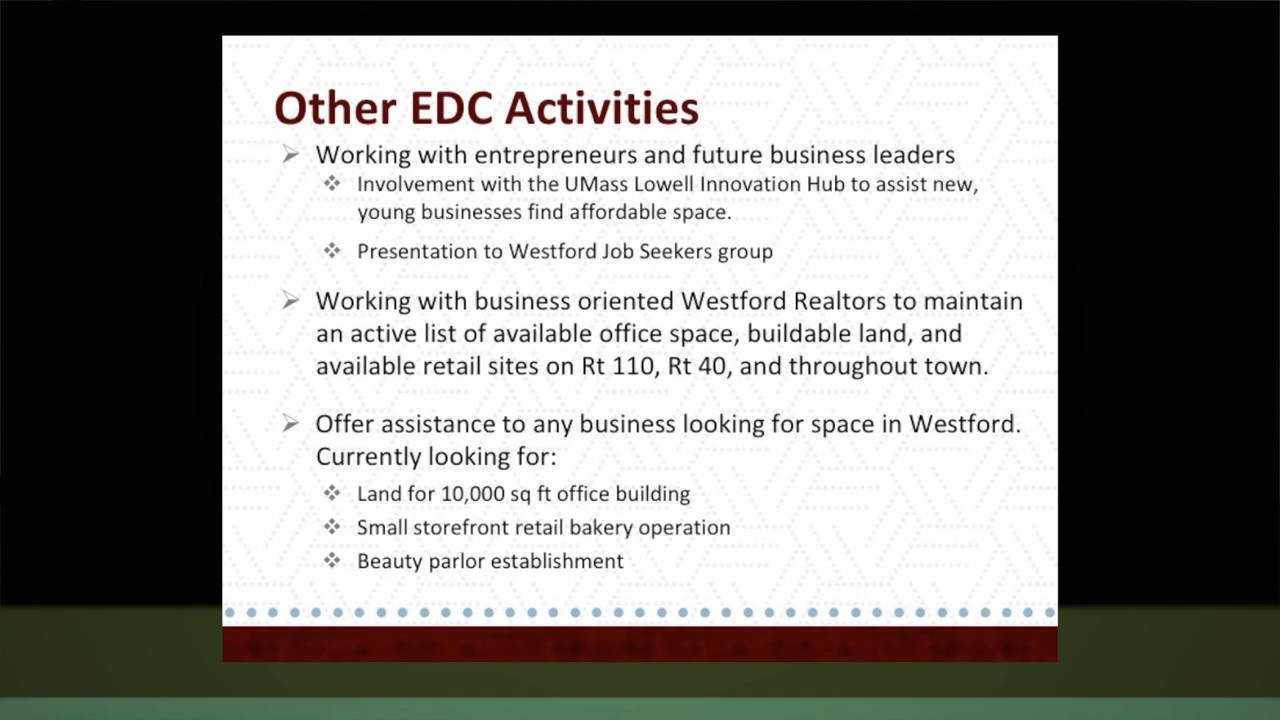 Other EDC Activities
Working with entrepreneurs and future business leaders
Involvement with the UMass Lowell Innovation Hub to assist new,
young businesses find affordable space.
Presentation to Westford Job Seekers group
Working with business oriented Westford Realtors to maintain
an active list of available office space, buildable land, and
available retail sites on Rt 110, Rt 40, and throughout town.
Offer assistance to any business looking for space in Westford.
Currently looking for:
Land for 10,000 sq ft office building
Small storefront retail bakery operation
Beauty parlor establishment